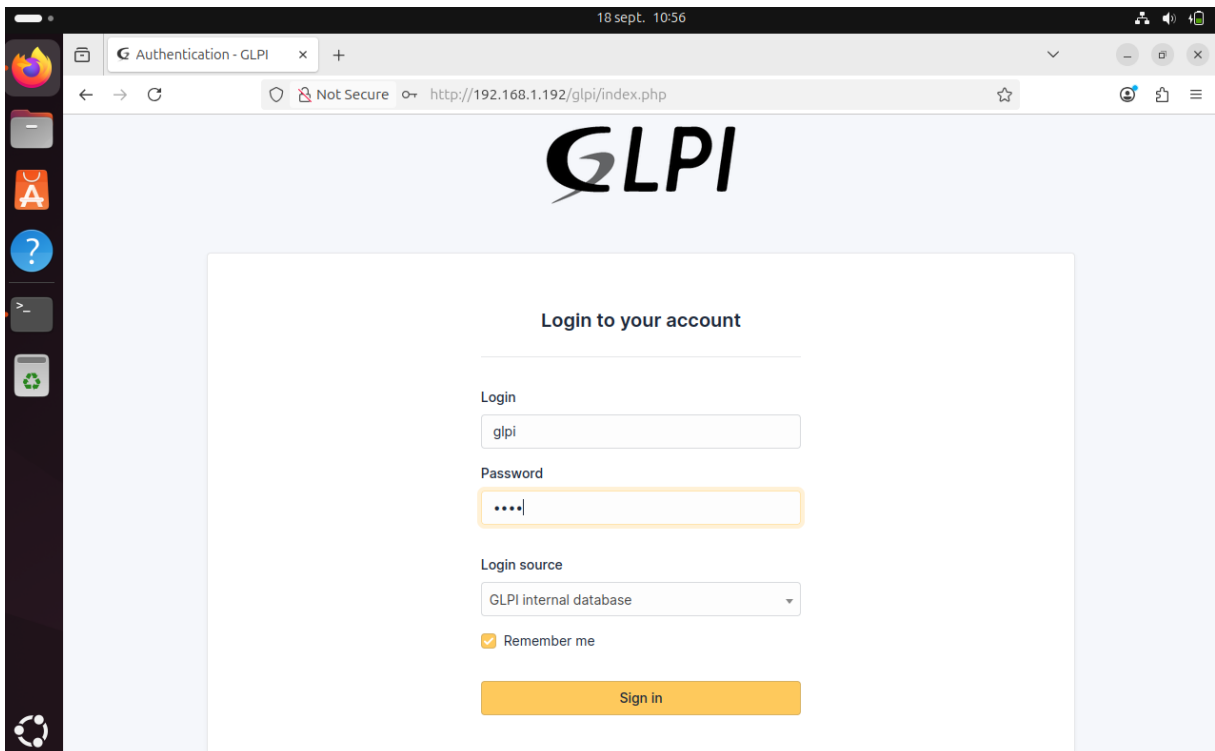 18 sept. 10:56
Authentication - GLPI
Not Secure http://192.168.1.192/glpi/index.php
GLPI
Login to your account
Login
glpi
Password
••••
Login source
GLPI internal database
Remember me
Sign in